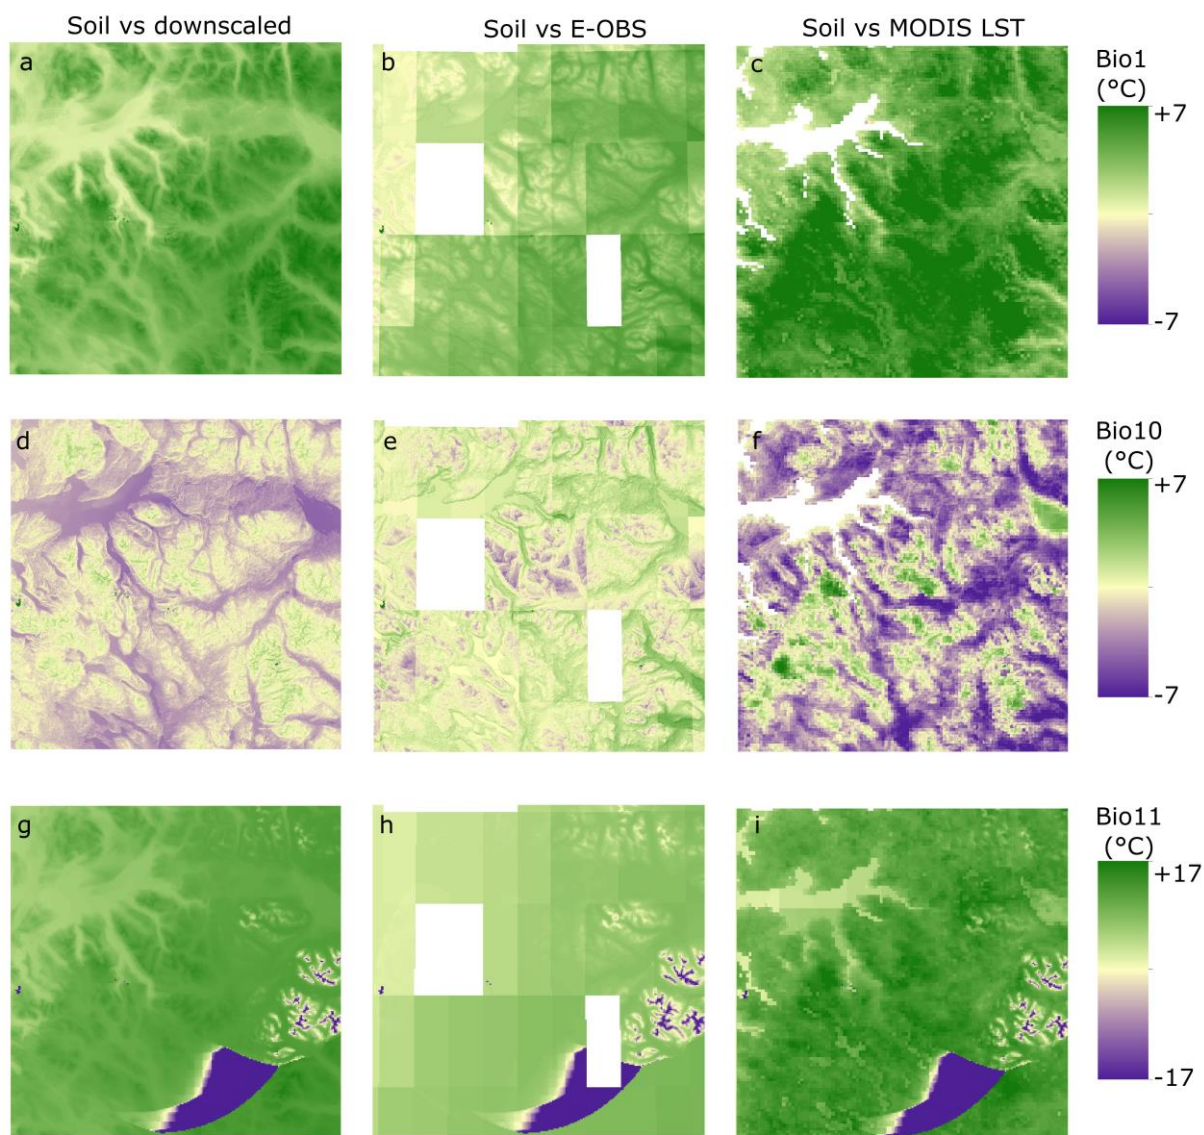 Soil vs downscaled
Soil vs E-OBS
Soil vs MODIS LST
a
b
c
Bio1
(°C)
+7
-7
d
e
f
Bio10
(°C)
+7
-7
g
h
i
Bio11
(°C)
+17
-17